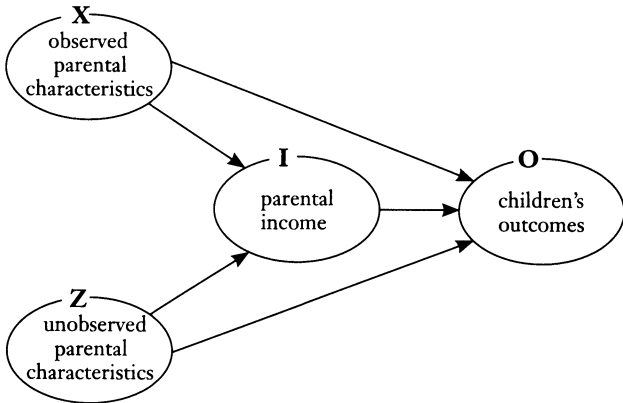 X
observed
parental
characteristics
I
parental
income
O
children's
outcomes
Z
unobserved
parental
characteristics